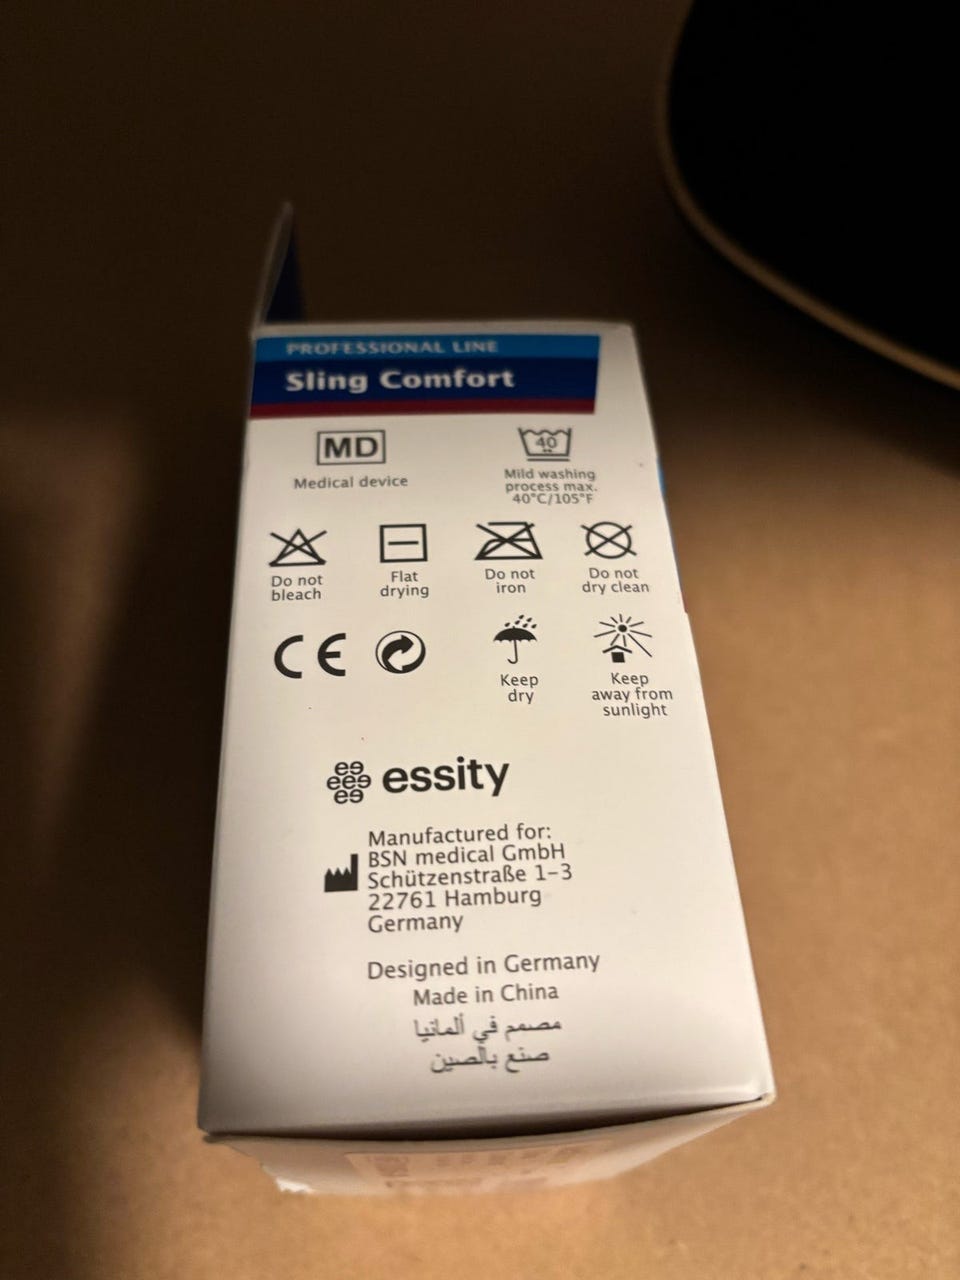 PROFESSIONAL LINE
Sling Comfort
MD
Medical device
40
Mild washing
process max.
40°C/105°F
Do not
bleach
Flat
drying
Do not
iron
Do not
dry clean
CE
Keep
dry
Keep
away from
sunlight
essity
Manufactured for:
BSN medical GmbH
Schützenstraße 1–3
22761 Hamburg
Germany
Designed in Germany
Made in China
مصمم في ألمانيا
صنع بالصين